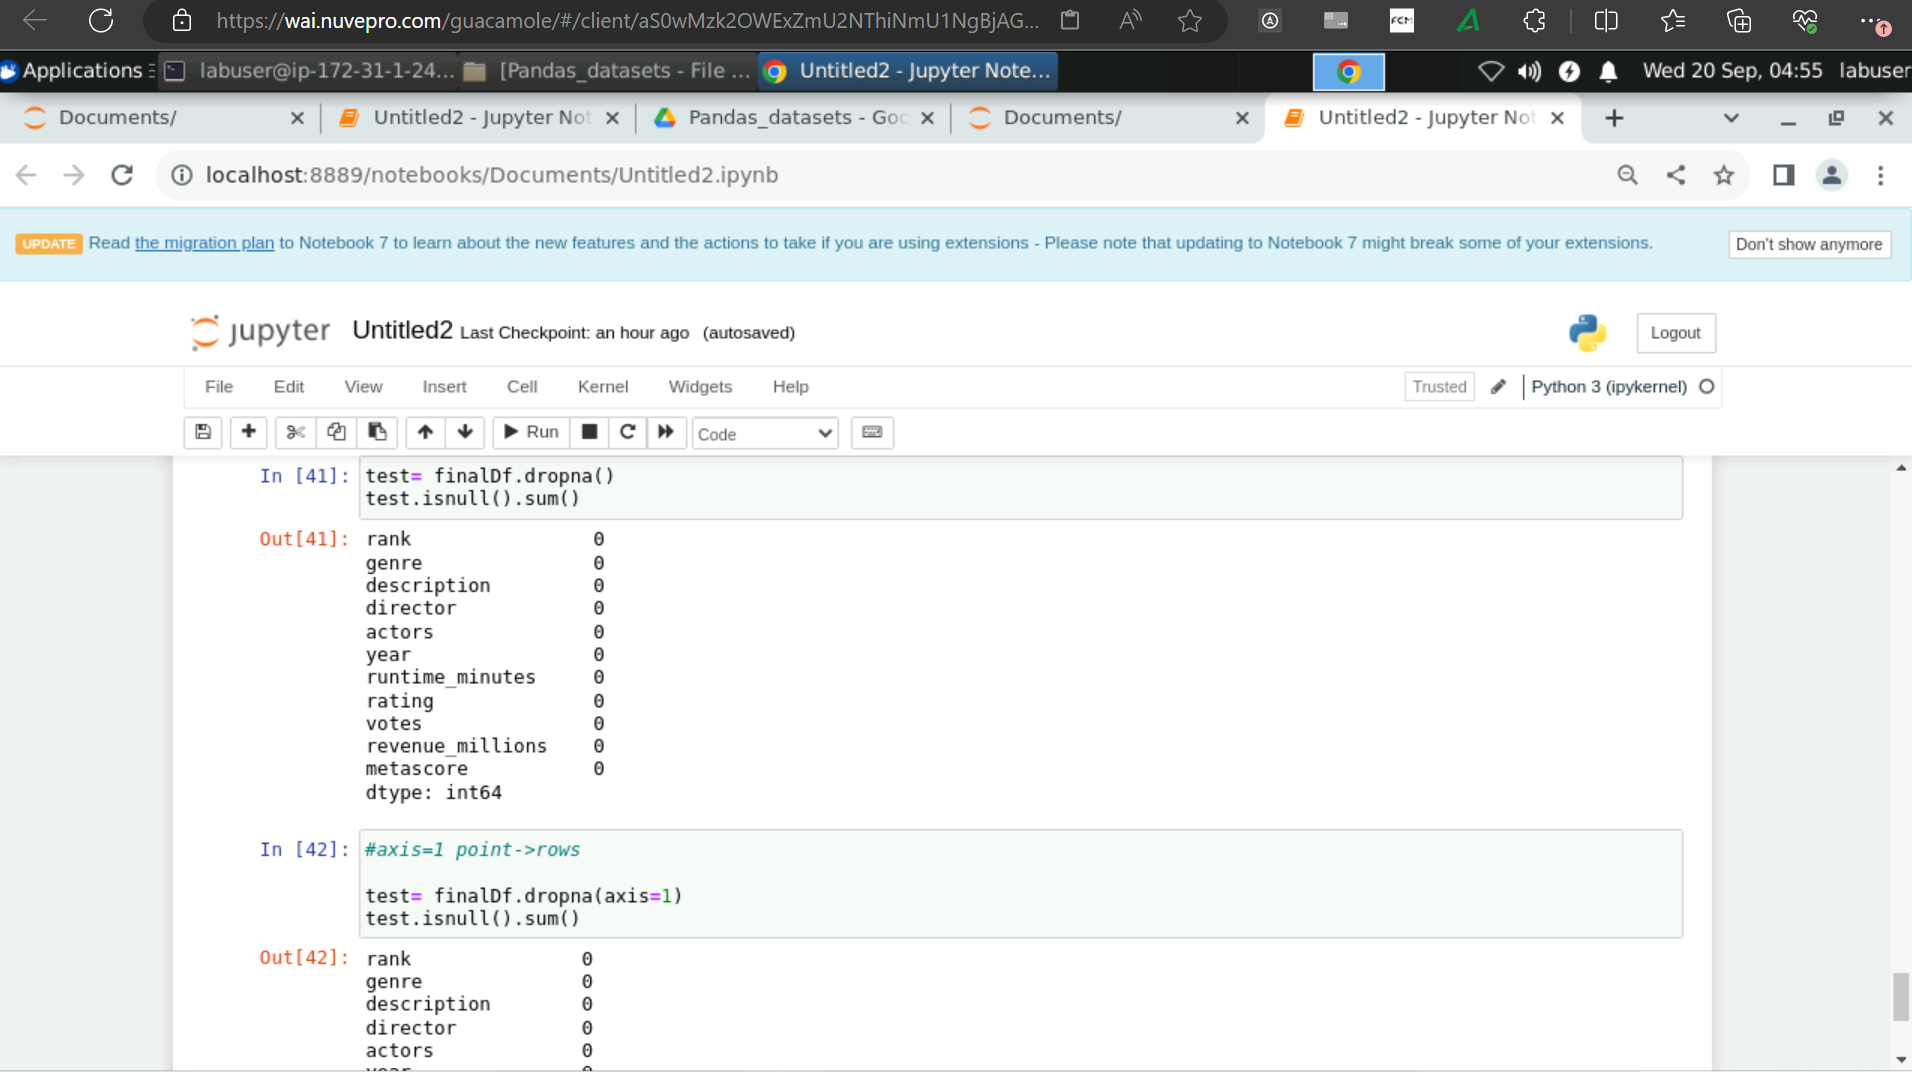 https://wai.nuvepro.com/guacamole/#/client/aS0wMzk2OWExZmU2NThiNmU1NgBjAG...
FCM
Applications
labuser@ip-172-31-1-24...
[Pandas_datasets - File ...
Untitled2 - Jupyter Note...
Wed 20 Sep, 04:55 labuser
Documents/
Untitled2 - Jupyter Not
Pandas_datasets - Goo
Documents/
Untitled2 - Jupyter Not
localhost:8889/notebooks/Documents/Untitled2.ipynb
UPDATE Read the migration plan to Notebook 7 to learn about the new features and the actions to take if you are using extensions - Please note that updating to Notebook 7 might break some of your extensions.
Don't show anymore
jupyter Untitled2 Last Checkpoint: an hour ago (autosaved)
Logout
File Edit View Insert Cell Kernel Widgets Help
Trusted
Python 3 (ipykernel)
Run
Code
In [41]: test= finalDf.dropna()
test.isnull().sum()
Out[41]: rank 0
genre 0
description 0
director 0
actors 0
year 0
runtime_minutes 0
rating 0
votes 0
revenue_millions 0
metascore 0
dtype: int64
In [42]: #axis=1 point->rows
test= finalDf.dropna(axis=1)
test.isnull().sum()
Out[42]: rank 0
genre 0
description 0
director 0
actors 0
year 0